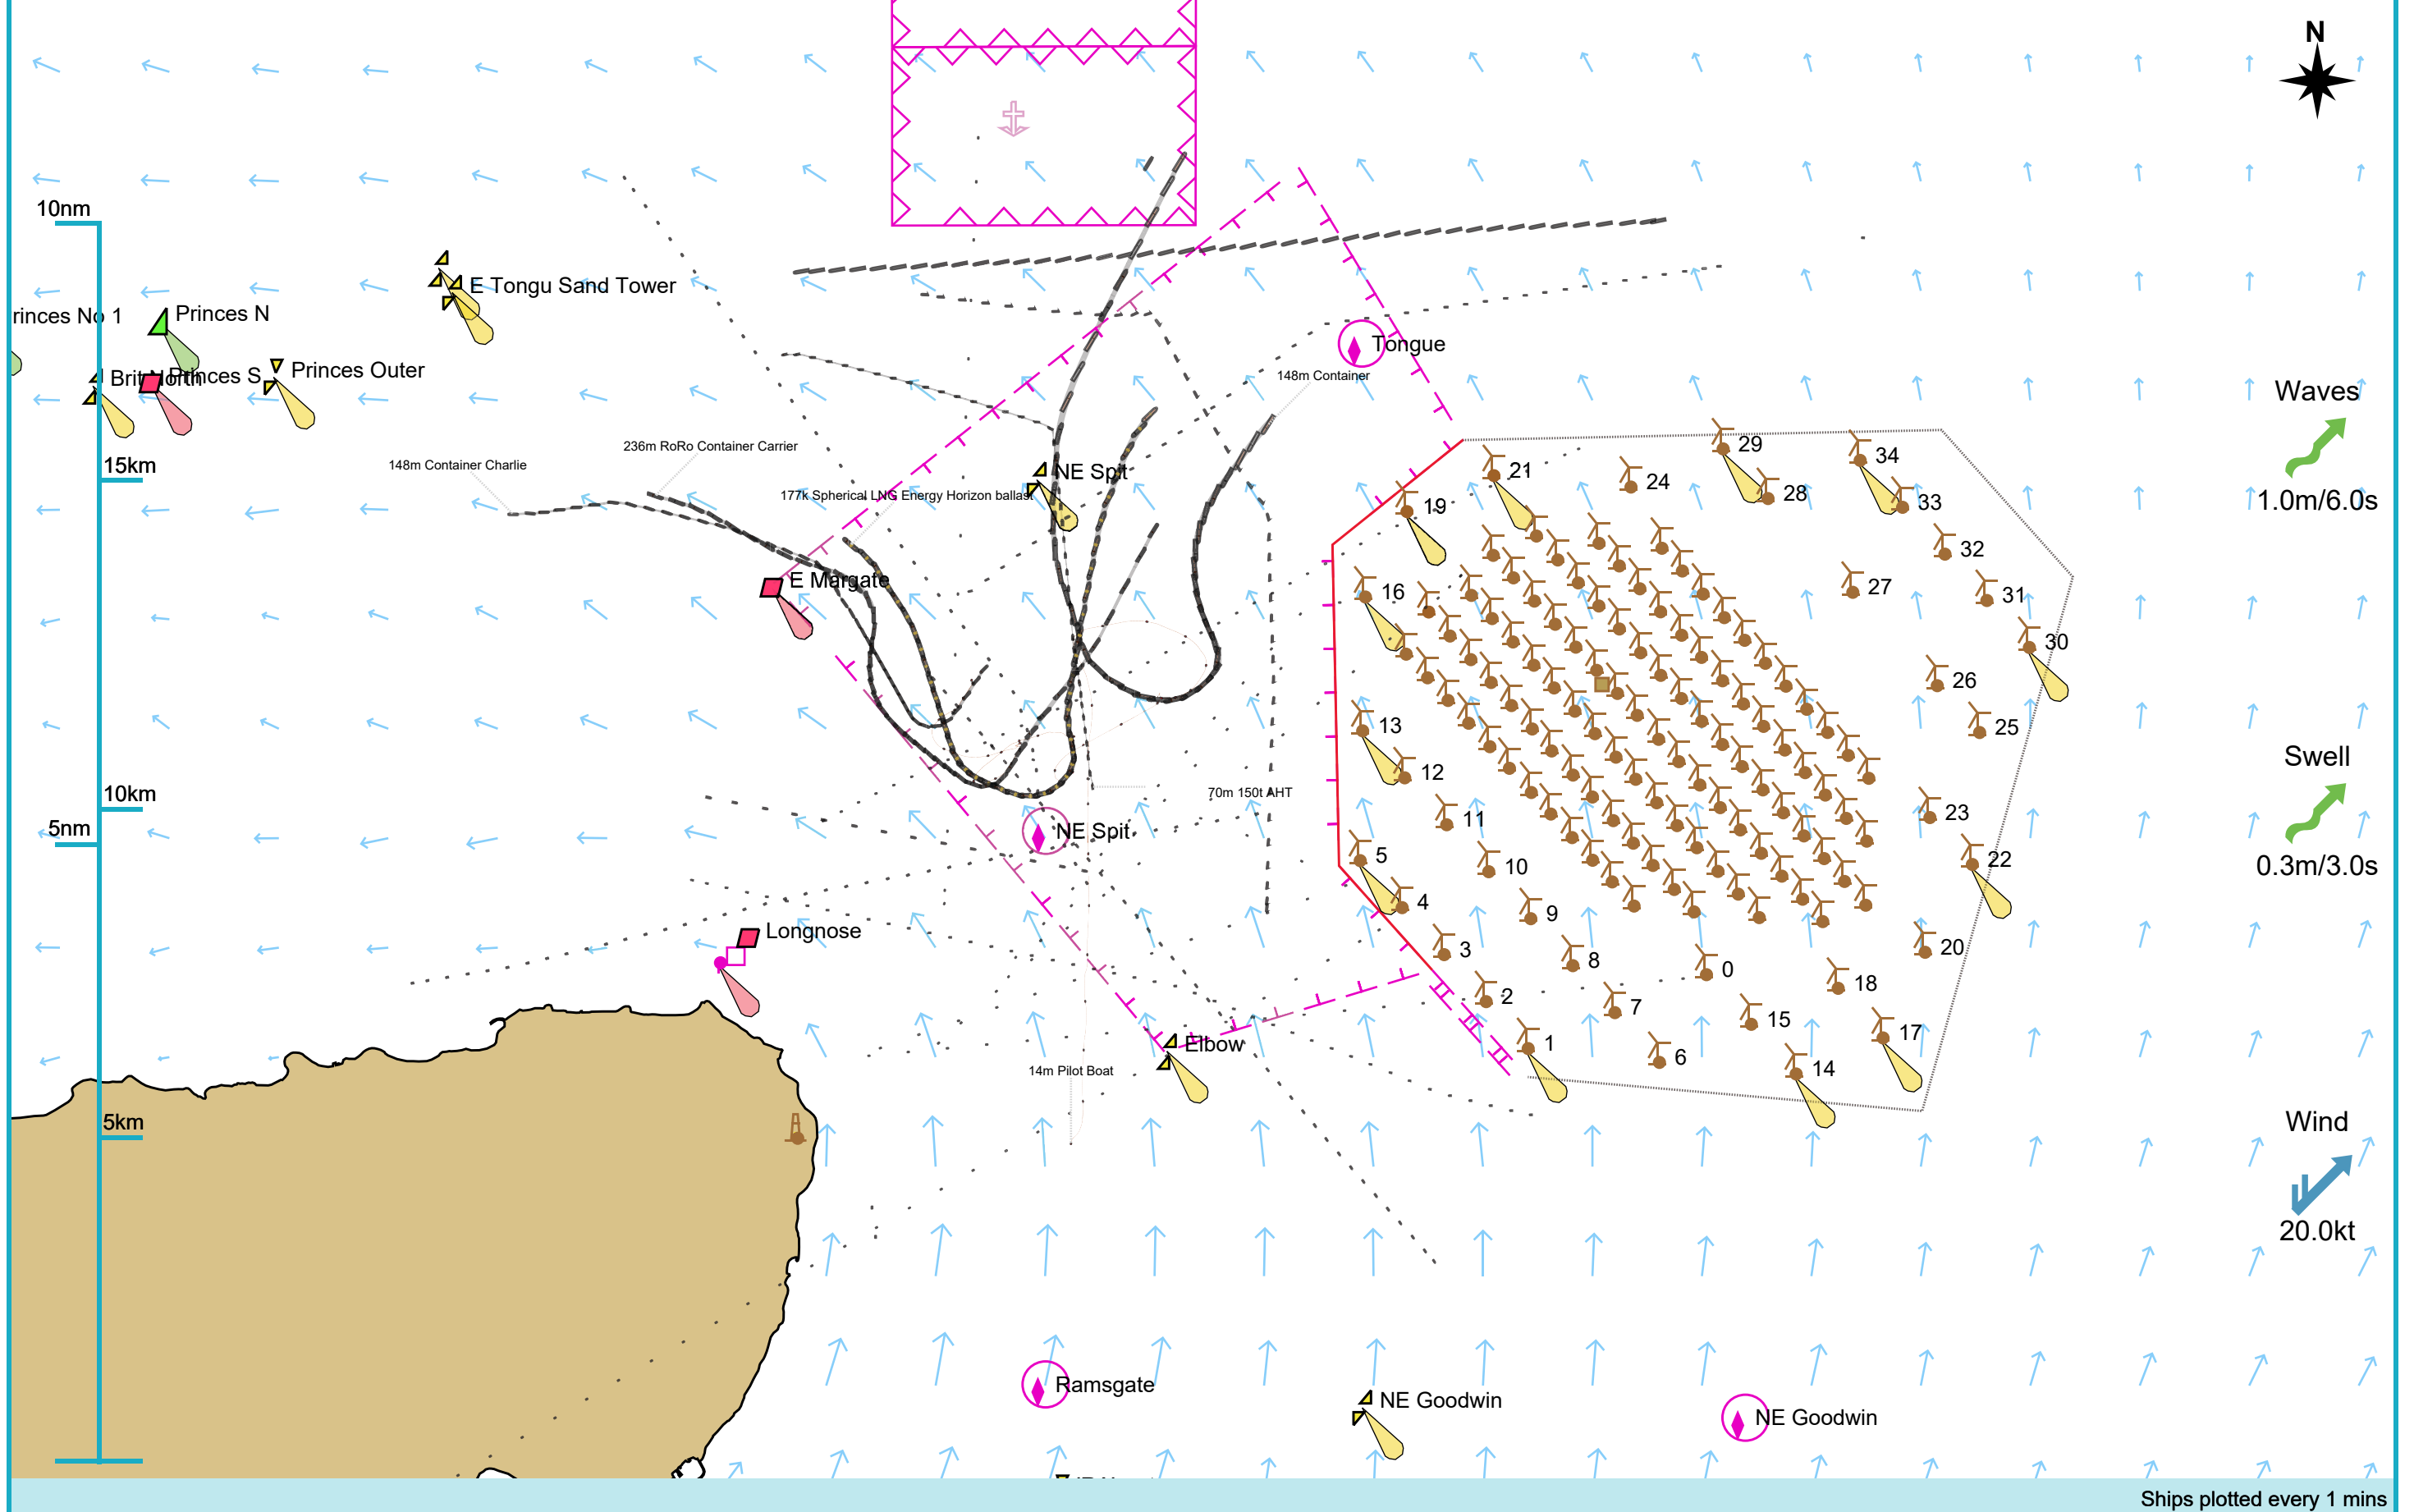 N
10nm
E Tongu Sand Tower
Princes N
rinces No 1
Tongue
Princes Outer
Brit North
Princes S
148m Container
Waves
29
236m RoRo Container Carrier
34
148m Container Charlie
15km
NE Spit
21
24
28
177k Spherical LNG Energy Horizon ballast
1.0m/6.0s
33
19
32
E Margate
27
16
31
30
26
13
25
Swell
12
10km
70m 150t AHT
23
11
5nm
NE Spit
5
22
10
0.3m/3.0s
4
9
Longnose
3
20
8
0
18
2
7
15
17
Elbow
1
6
14
14m Pilot Boat
5km
Wind
20.0kt
Ramsgate
NE Goodwin
NE Goodwin
Ships plotted every 1 mins